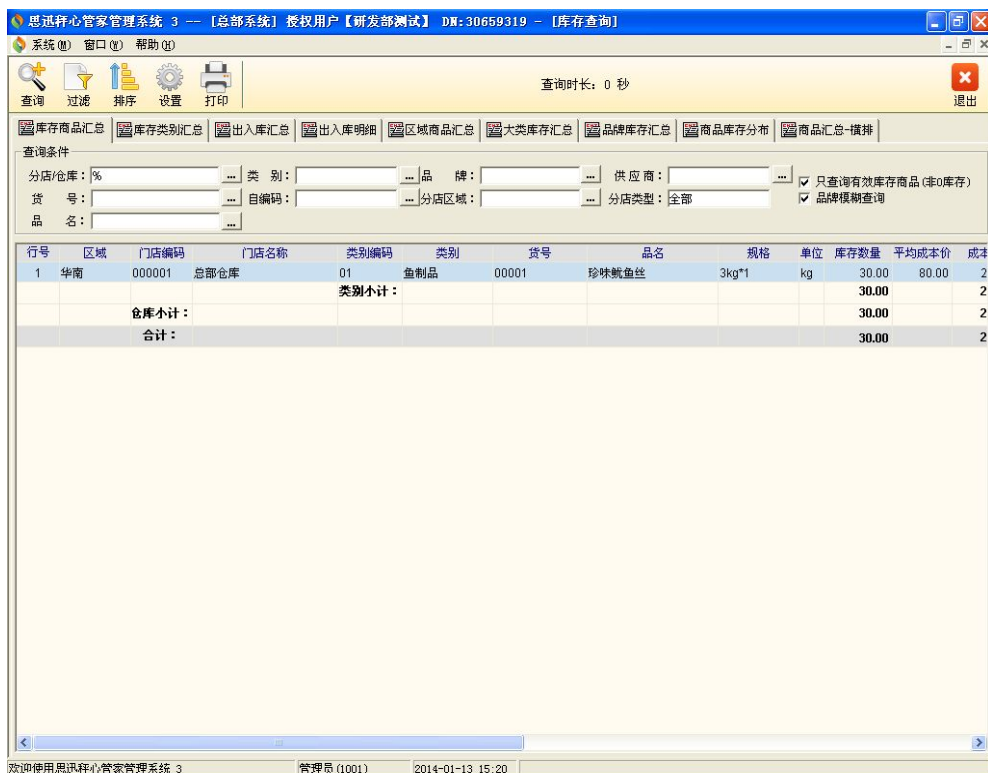 思迅秤心管家管理系统 3 -- [总部系统] 授权用户【研发部测试】 DN:30659319 - [库存查询]
系统(M) 窗口(W) 帮助(H)
查询 过滤 排序 设置 打印 查询时长：0 秒 退出
库存商品汇总 库存类别汇总 出入库汇总 出入库明细 区域商品汇总 大类库存汇总 品牌库存汇总 商品库存分布 商品汇总-横排
查询条件
分店/仓库：% ... 类 别： ... 品 牌： ... 供应商： ... 只查询有效库存商品(非0库存)
货 号： ... 自编码： ... 分店区域： ... 分店类型：全部 品牌模糊查询
品 名： ...
行号 区域 门店编码 门店名称 类别编码 类别 货号 品名 规格 单位 库存数量 平均成本价 成本
1 华南 000001 总部仓库 01 鱼制品 00001 珍味鱿鱼丝 3kg*1 kg 30.00 80.00 2
类别小计： 30.00 2
仓库小计： 30.00 2
合计： 30.00 2
欢迎使用思迅秤心管家管理系统 3 管理员(1001) 2014-01-13 15:20